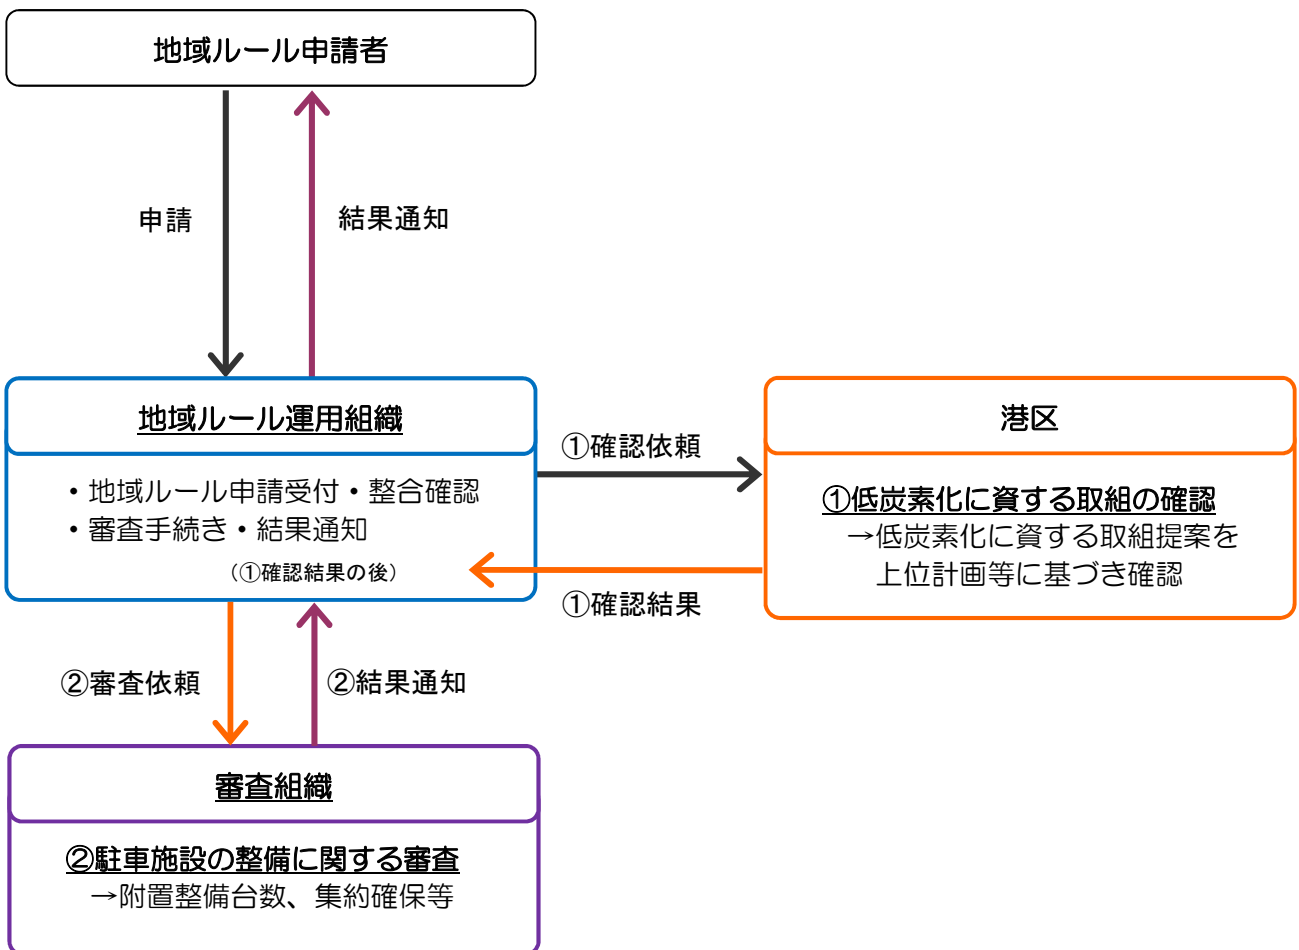 地域ルール申請者
申請
結果通知
地域ルール運用組織
・地域ルール申請受付・整合確認
・審査手続き・結果通知
（①確認結果の後）
①確認依頼
①確認結果
港区
①低炭素化に資する取組の確認
→低炭素化に資する取組提案を
上位計画等に基づき確認
②審査依頼
②結果通知
審査組織
②駐車施設の整備に関する審査
→附置整備台数、集約確保等